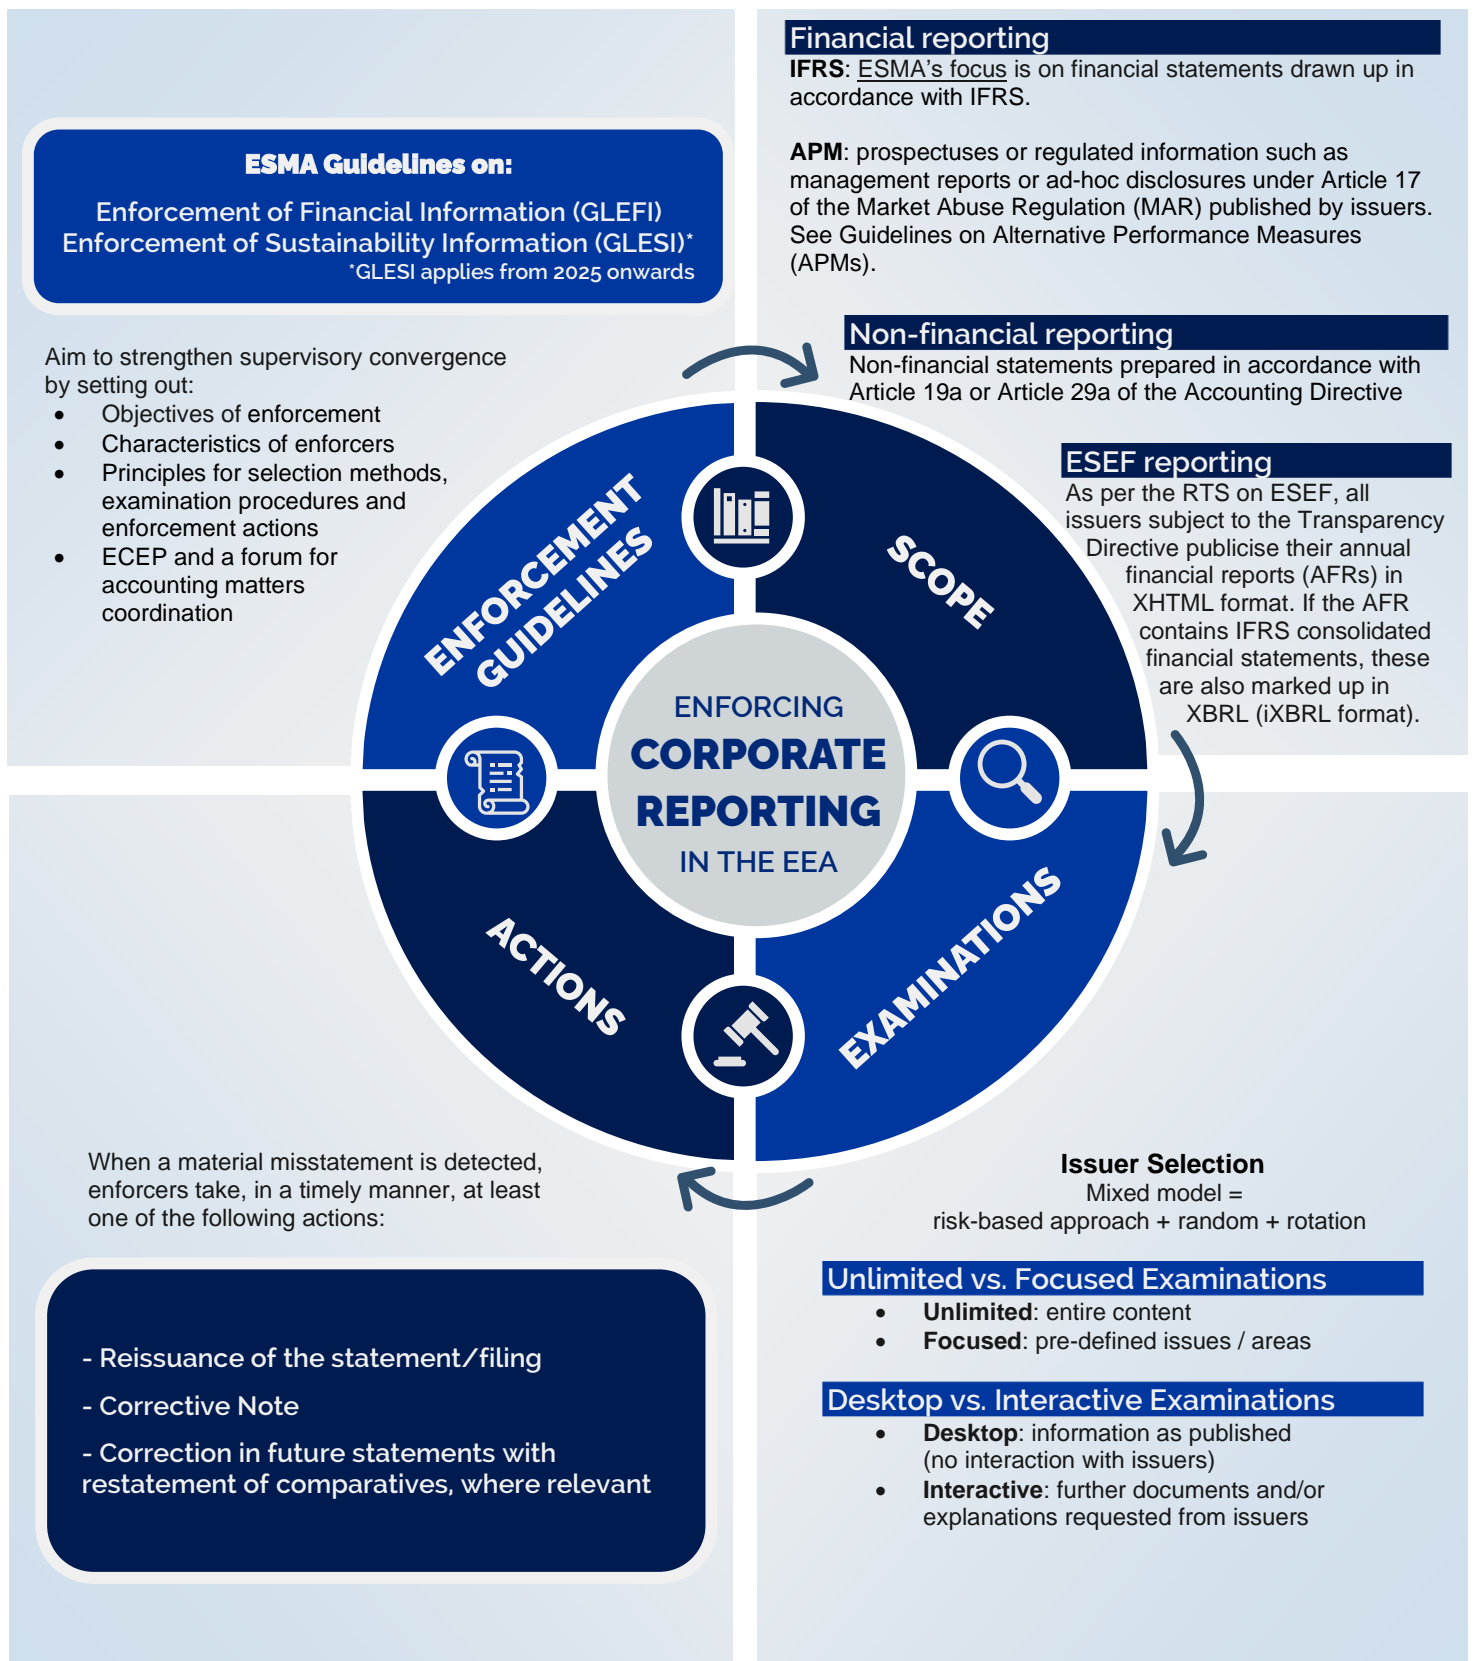 ESMA Guidelines on:
Enforcement of Financial Information (GLEFI)
Enforcement of Sustainability Information (GLESI)*
*GLESI applies from 2025 onwards
Aim to strengthen supervisory convergence
by setting out:
• Objectives of enforcement
• Characteristics of enforcers
• Principles for selection methods,
examination procedures and
enforcement actions
• ECEP and a forum for
accounting matters
coordination
Financial reporting
IFRS: ESMA's focus is on financial statements drawn up in
accordance with IFRS.
APM: prospectuses or regulated information such as
management reports or ad-hoc disclosures under Article 17
of the Market Abuse Regulation (MAR) published by issuers.
See Guidelines on Alternative Performance Measures
(APMs).
Non-financial reporting
Non-financial statements prepared in accordance with
Article 19a or Article 29a of the Accounting Directive
ESEF reporting
As per the RTS on ESEF, all
issuers subject to the Transparency
Directive publicise their annual
financial reports (AFRs) in
XHTML format. If the AFR
contains IFRS consolidated
financial statements, these
are also marked up in
XBRL (iXBRL format).
ENFORCEMENT
GUIDELINES
SCOPE
ENFORCING
CORPORATE
REPORTING
IN THE EEA
ACTIONS
EXAMINATIONS
When a material misstatement is detected,
enforcers take, in a timely manner, at least
one of the following actions:
- Reissuance of the statement/filing
- Corrective Note
- Correction in future statements with
restatement of comparatives, where relevant
Issuer Selection
Mixed model =
risk-based approach + random + rotation
Unlimited vs. Focused Examinations
• Unlimited: entire content
• Focused: pre-defined issues / areas
Desktop vs. Interactive Examinations
• Desktop: information as published
(no interaction with issuers)
• Interactive: further documents and/or
explanations requested from issuers